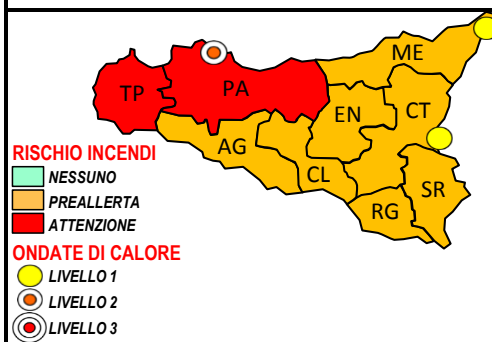 ME
TP
PA
EN
CT
AG
CL
SR
RG
RISCHIO INCENDI
NESSUNO
PREALLERTA
ATTENZIONE
ONDATE DI CALORE
LIVELLO 1
LIVELLO 2
LIVELLO 3